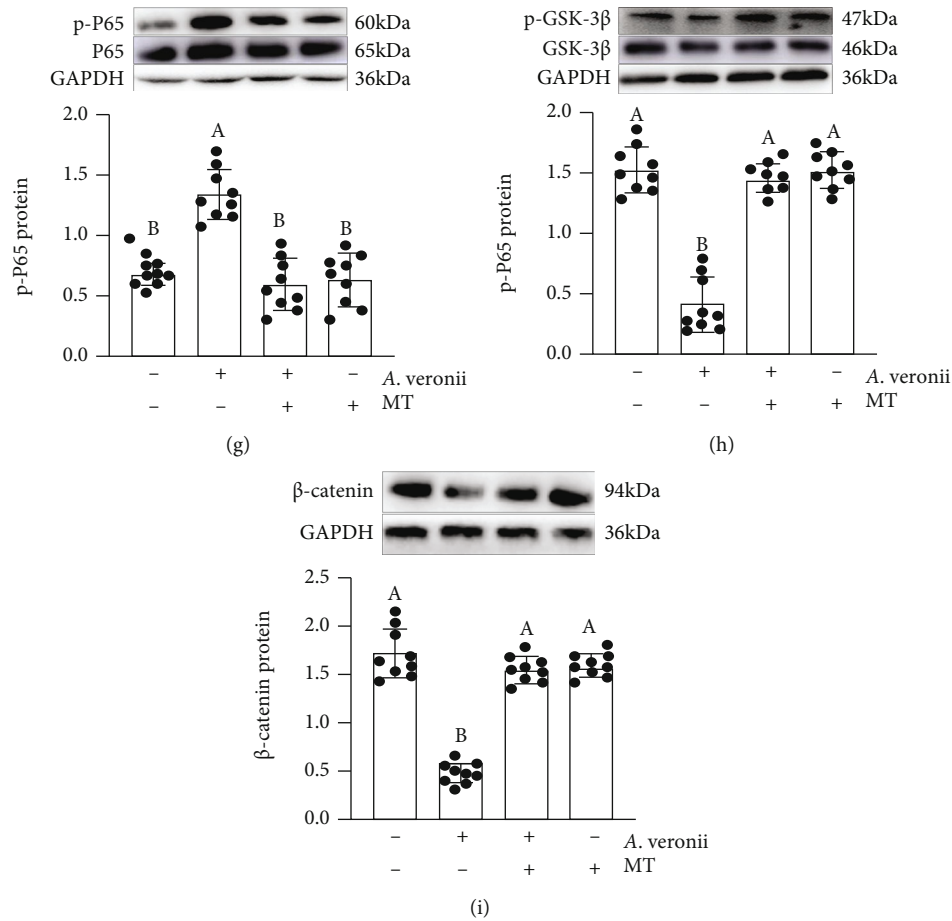 p-P65 60kDa
P65 65kDa
GAPDH 36kDa
2.0
1.5
1.0
0.5
0.0
p-P65 protein
B A B B
– + + – A. veronii
– – + + MT
(g)
p-GSK-3β 47kDa
GSK-3β 46kDa
GAPDH 36kDa
2.0
1.5
1.0
0.5
0.0
p-P65 protein
A B A A
– + + – A. veronii
– – + + MT
(h)
β-catenin 94kDa
GAPDH 36kDa
2.5
2.0
1.5
1.0
0.5
0.0
β-catenin protein
A B A A
– + + – A. veronii
– – + + MT
(i)